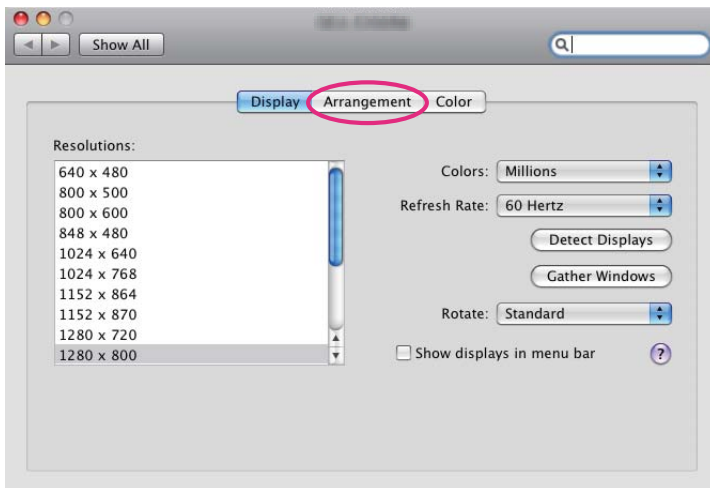 Show All
Display Arrangement Color
Resolutions:
640 x 480
800 x 500
800 x 600
848 x 480
1024 x 640
1024 x 768
1152 x 864
1152 x 870
1280 x 720
1280 x 800
Colors: Millions
Refresh Rate: 60 Hertz
Detect Displays
Gather Windows
Rotate: Standard
Show displays in menu bar ?